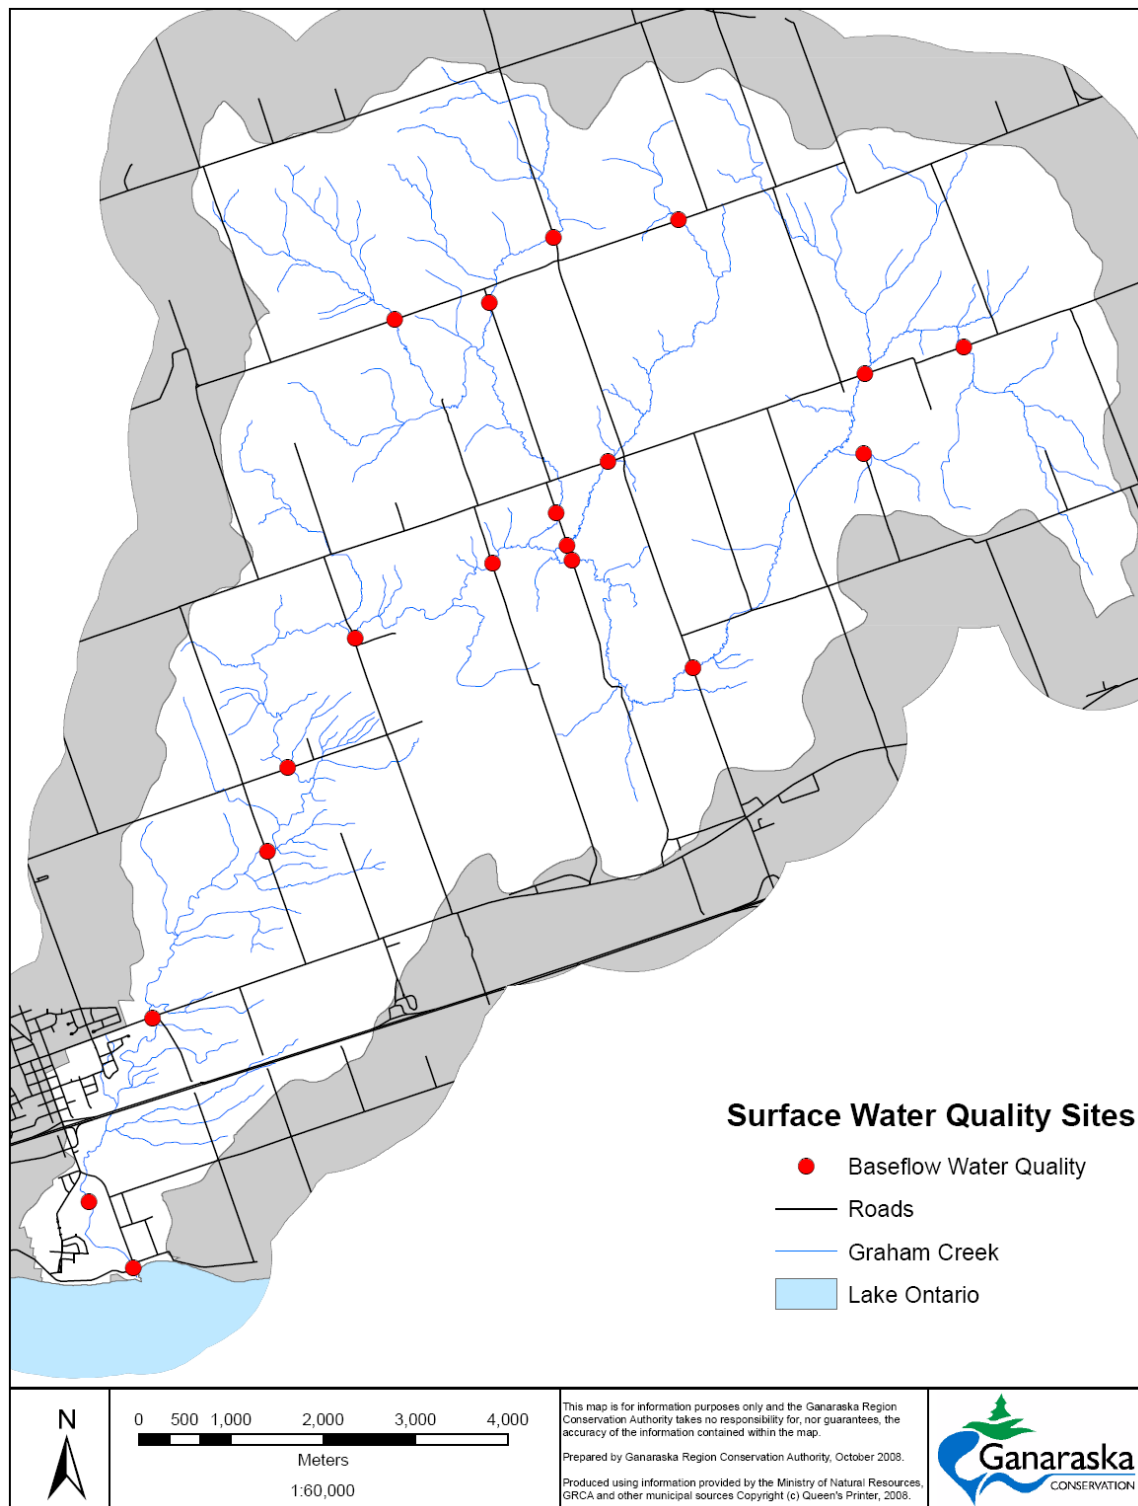 Surface Water Quality Sites
Baseflow Water Quality
Roads
Graham Creek
Lake Ontario
N
0 500 1,000 2,000 3,000 4,000
Meters
1:60,000
This map is for information purposes only and the Ganaraska Region
Conservation Authority takes no responsibility for, nor guarantees, the
accuracy of the information contained within the map.
Prepared by Ganaraska Region Conservation Authority, October 2008.
Produced using information provided by the Ministry of Natural Resources,
GRCA and other municipal sources Copyright (c) Queen's Printer, 2008.
Ganaraska
CONSERVATION